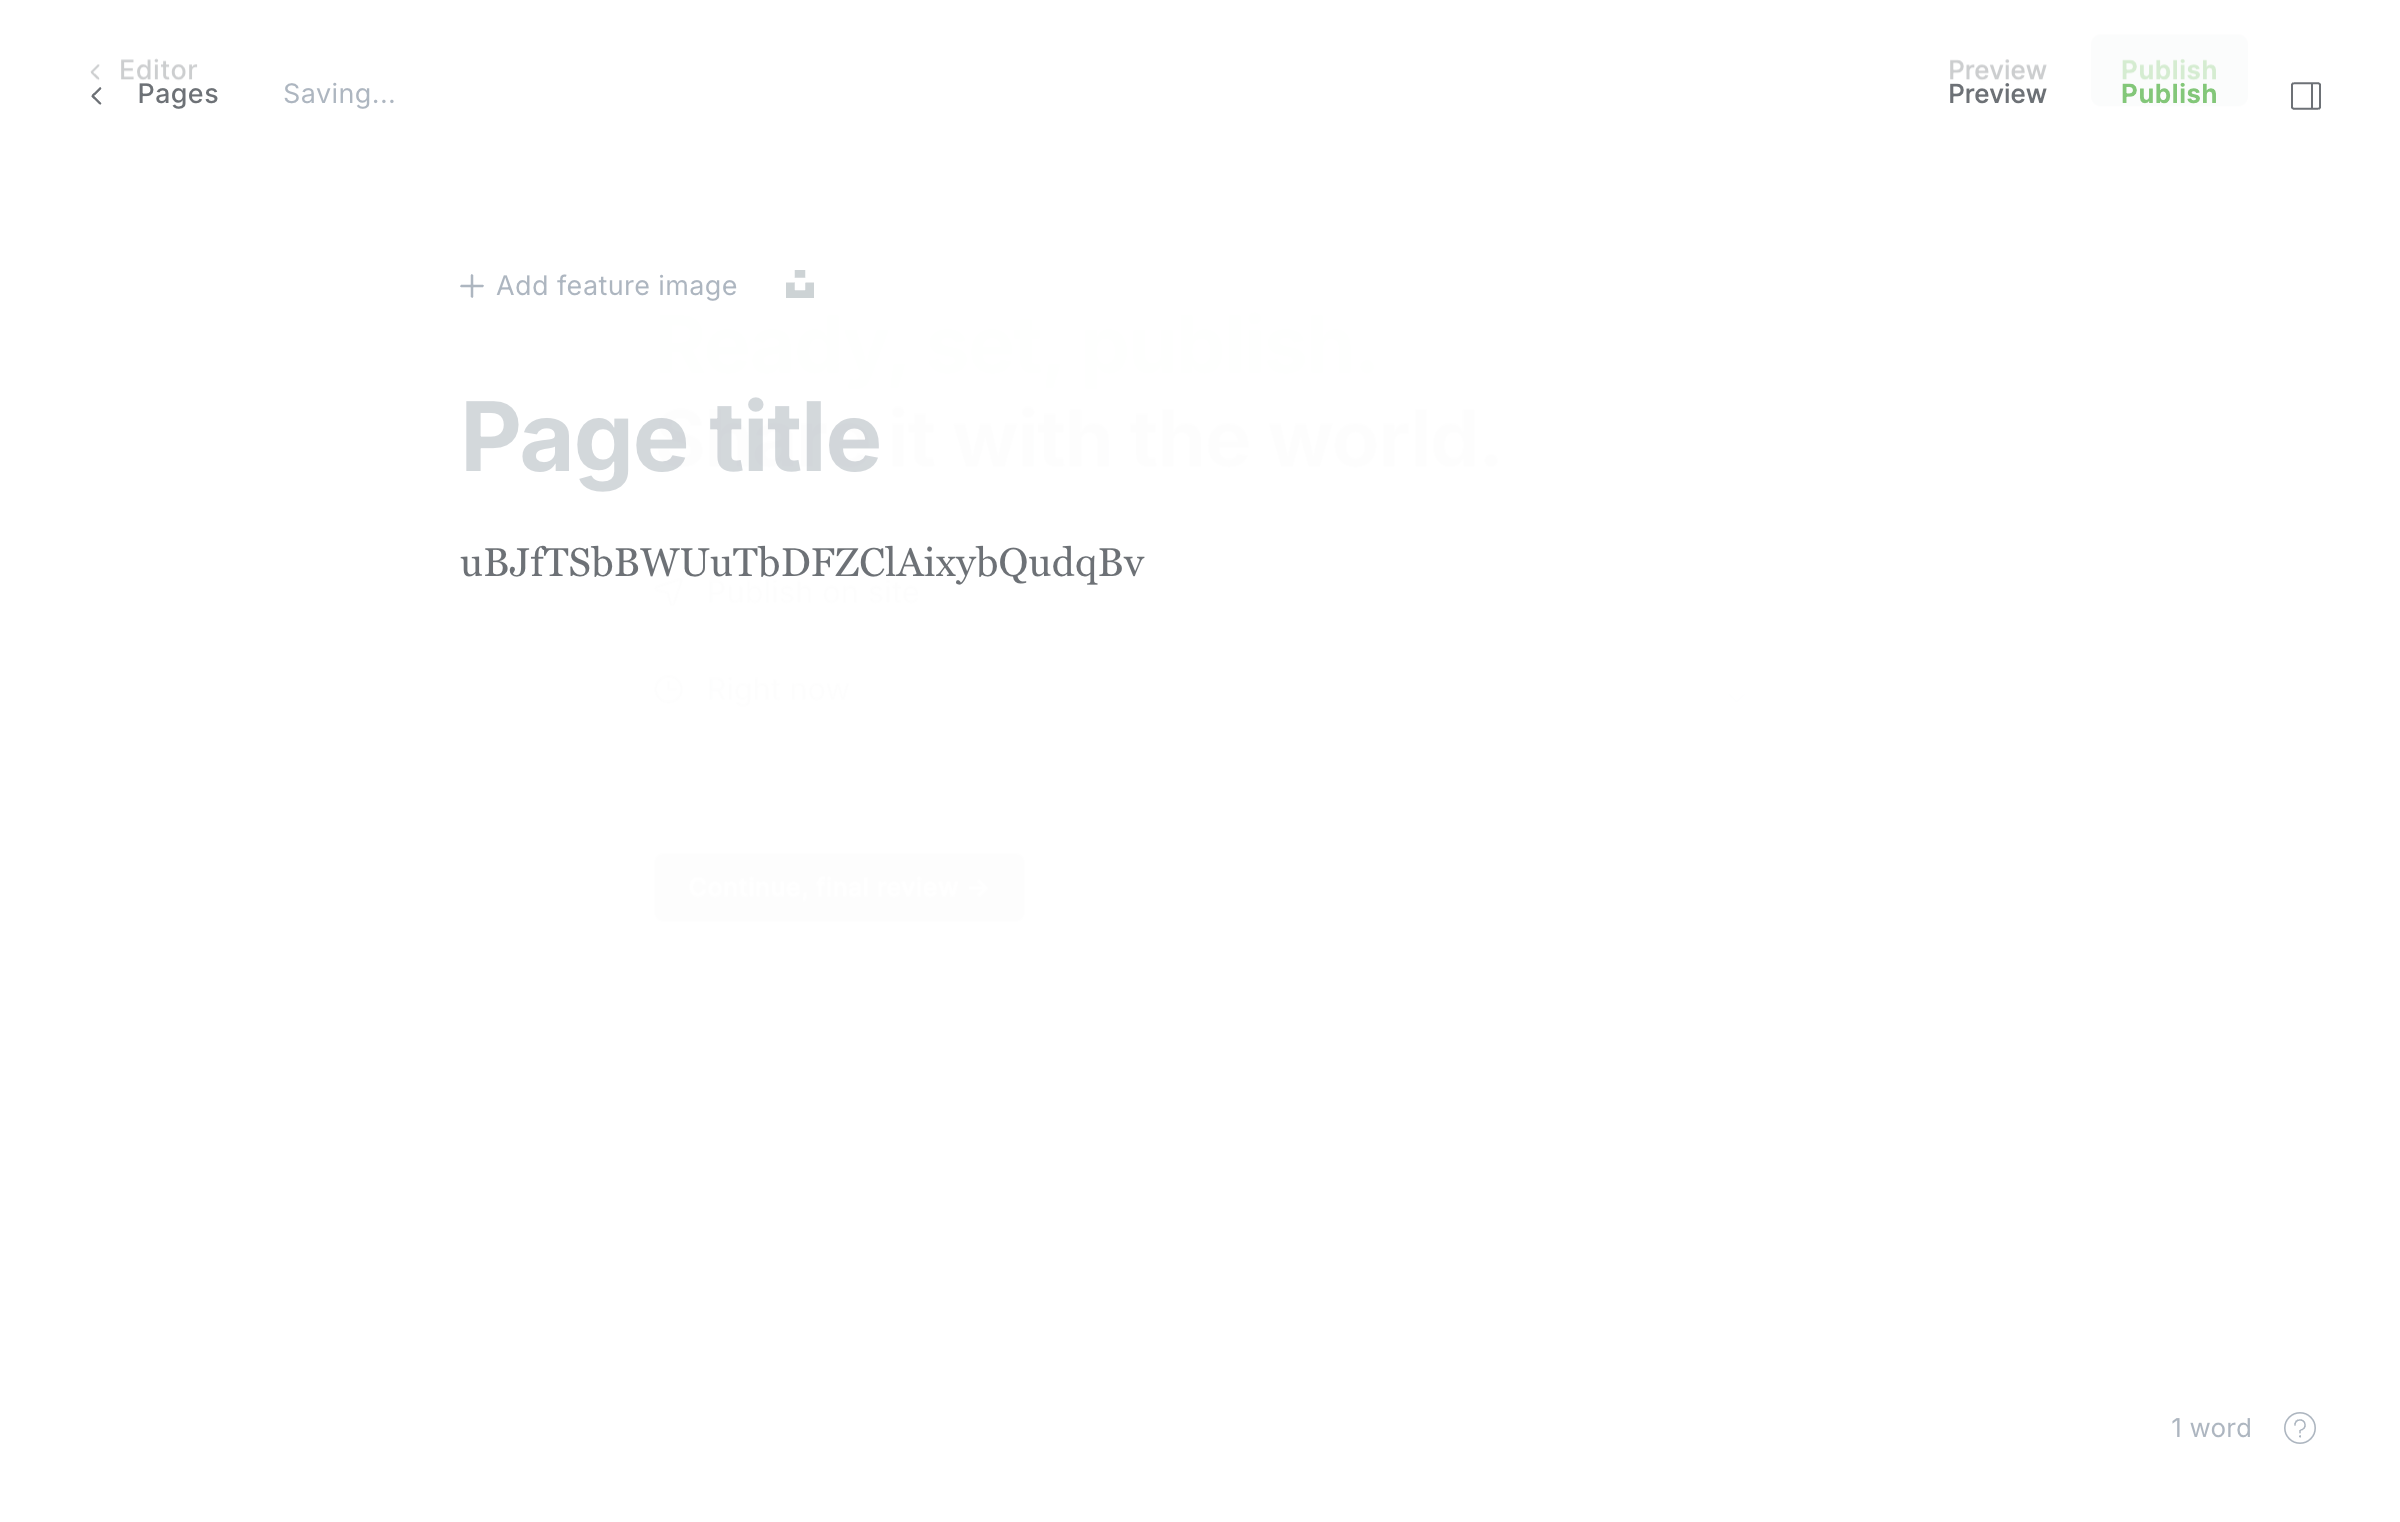 Editor
Pages
Saving...
Preview
Publish
Preview
Publish
Add feature image
Page title
it with the world.
uBJfTSbBWUuTbDFZClAixybQudqBv
Publish on site
Right now
Continue, final review
1 word